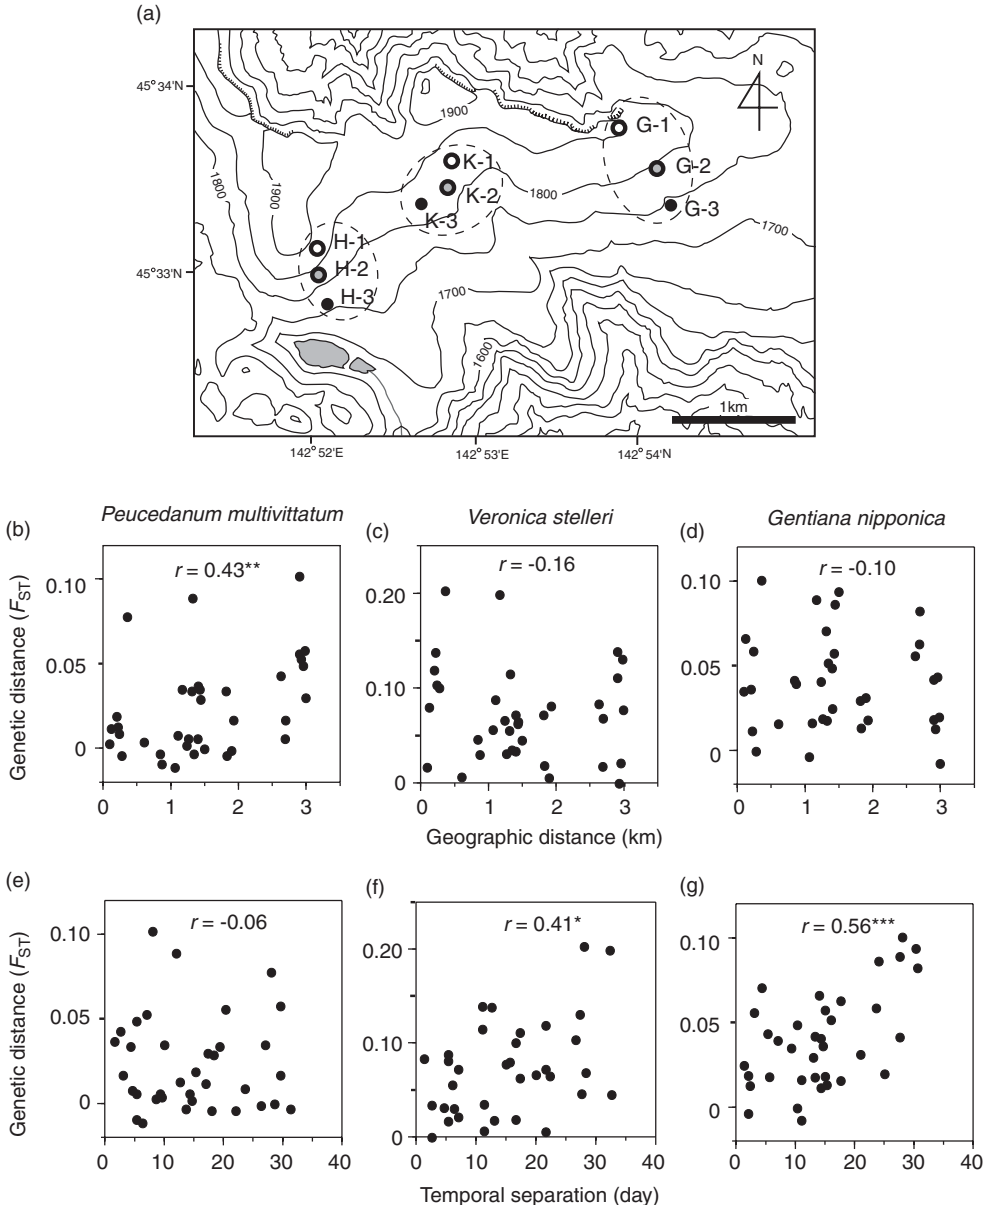 (a)
N
45°34'N
1900
G-1
K-1
G-2
1800
1900
K-2
1800
G-3
K-3
1700
H-1
45°33'N
H-2
H-3
1700
1600
1km
142°52'E
142°53'E
142°54'N
(b)
Peucedanum multivittatum
(c)
Veronica stelleri
(d)
Gentiana nipponica
Genetic distance (FST)
r = 0.43**
0.10
0.05
0
0 1 2 3
r = -0.16
0.20
0.10
0
0 1 2 3
r = -0.10
0.10
0.05
0
0 1 2 3
Geographic distance (km)
(e)
(f)
(g)
Genetic distance (FST)
r = -0.06
0.10
0.05
0
0 10 20 30 40
r = 0.41*
0.20
0.10
0
0 10 20 30 40
r = 0.56***
0.10
0.05
0
0 10 20 30 40
Temporal separation (day)